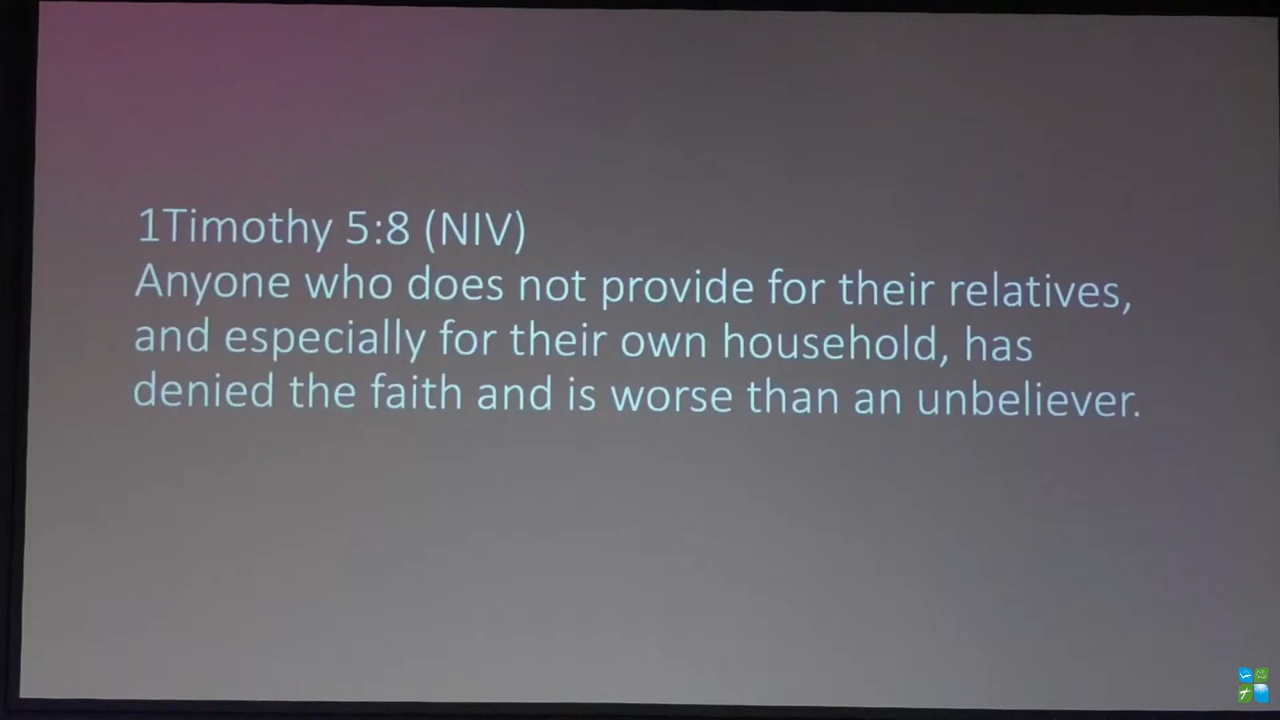 1Timothy 5:8 (NIV)
Anyone who does not provide for their relatives,
and especially for their own household, has
denied the faith and is worse than an unbeliever.